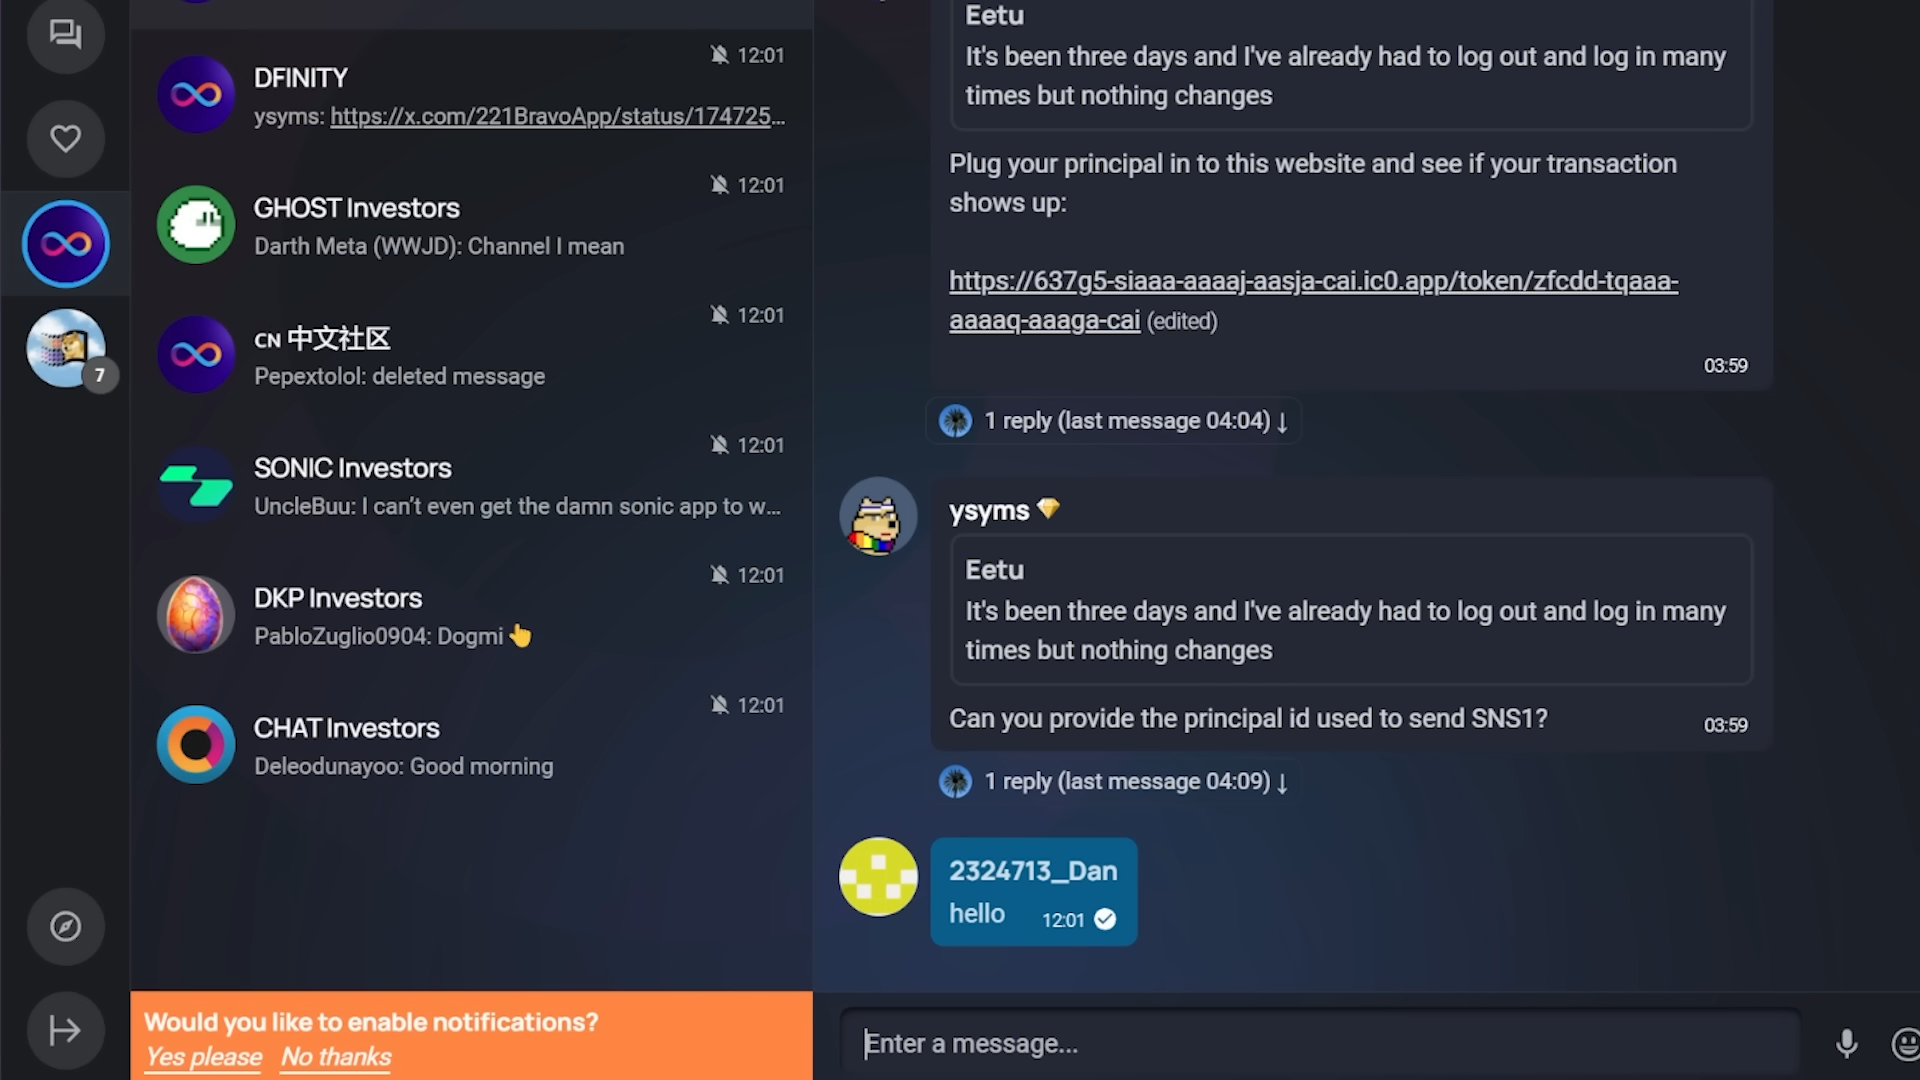 7
12:01
DFINITY
ysyms: https://x.com/221BravoApp/status/174725...
12:01
GHOST Investors
Darth Meta (WWJD): Channel I mean
12:01
CN 中文社区
Pepextolol: deleted message
12:01
SONIC Investors
UncleBuu: I can’t even get the damn sonic app to w...
12:01
DKP Investors
PabloZuglio0904: Dogmi 👆
12:01
CHAT Investors
Deleodunayoo: Good morning
Would you like to enable notifications?
Yes please No thanks
Eetu
It's been three days and I've already had to log out and log in many
times but nothing changes
Plug your principal in to this website and see if your transaction
shows up:
https://637g5-siaaa-aaaaj-aasja-cai.ic0.app/token/zfcdd-tqaaa-
aaaaq-aaaga-cai (edited)
03:59
1 reply (last message 04:04) ↓
ysyms
Eetu
It's been three days and I've already had to log out and log in many
times but nothing changes
Can you provide the principal id used to send SNS1?
03:59
1 reply (last message 04:09) ↓
2324713_Dan
hello 12:01
Enter a message...